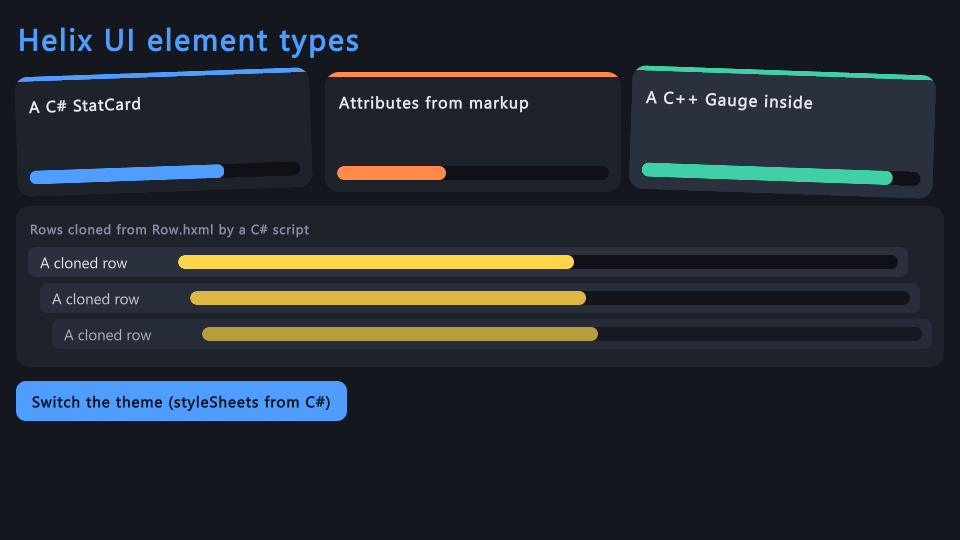 Helix UI element types
A C# StatCard
Attributes from markup
A C++ Gauge inside
Rows cloned from Row.hxml by a C# script
A cloned row
A cloned row
A cloned row
Switch the theme (styleSheets from C#)